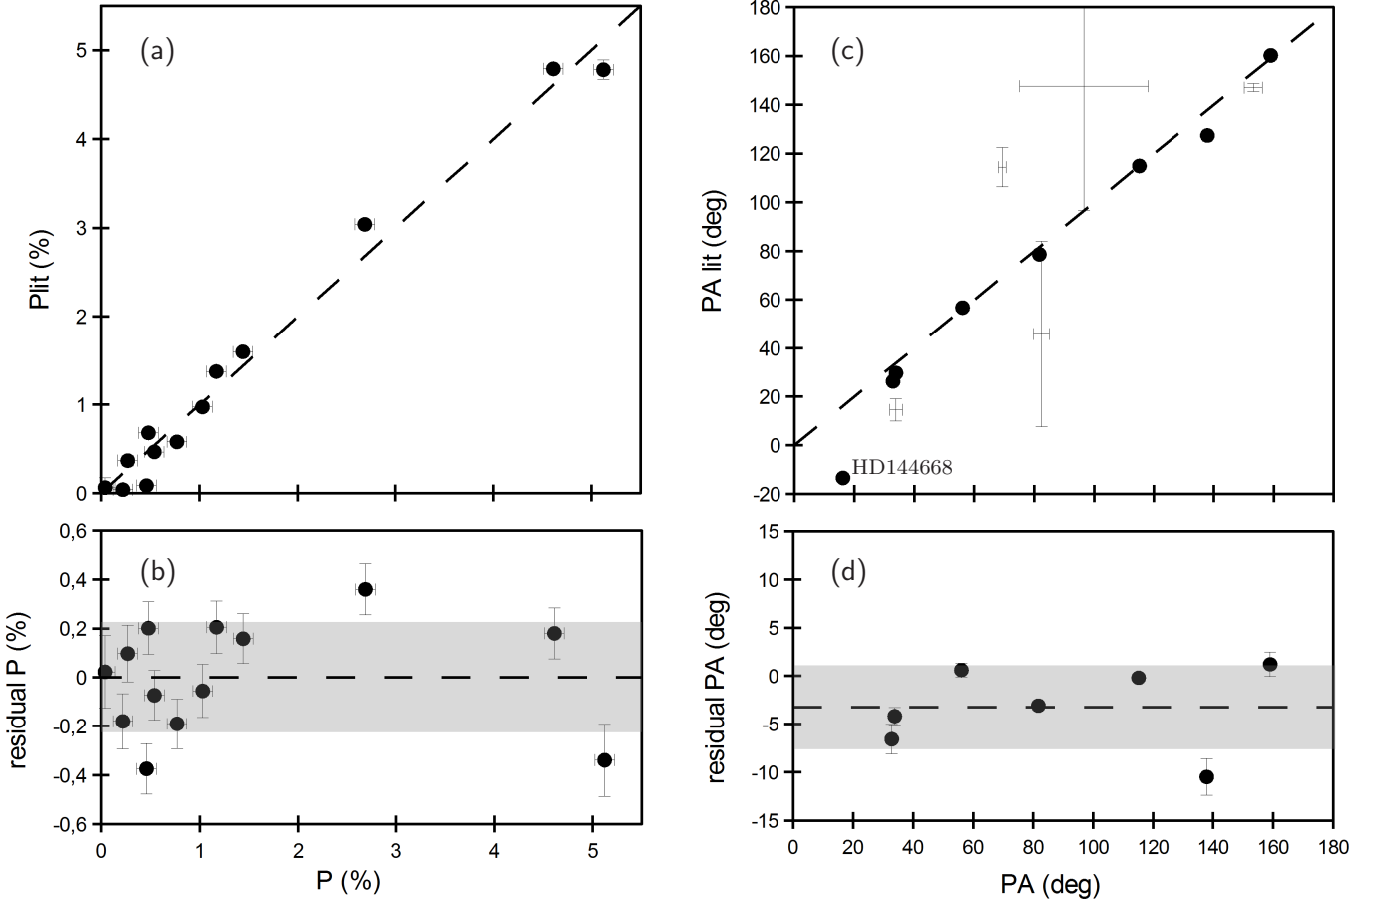 (a)
Plit (%)
5
4
3
2
1
0
(c)
PA lit (deg)
180
160
140
120
100
80
60
40
20
0
-20
HD144668
(b)
residual P (%)
0,6
0,4
0,2
0
-0,2
-0,4
-0,6
0 1 2 3 4 5
P (%)
(d)
residual PA (deg)
15
10
5
0
-5
-10
-15
0 20 40 60 80 100 120 140 160 180
PA (deg)